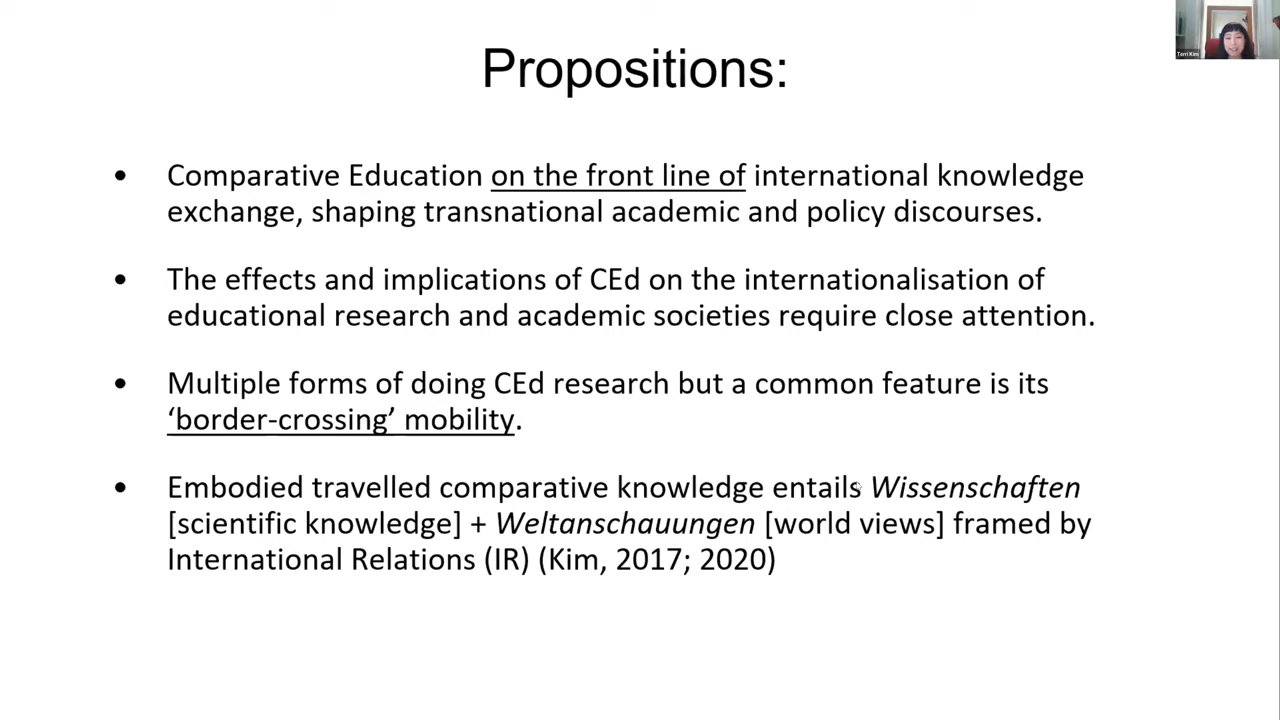 Propositions:
Terri Kim
• Comparative Education on the front line of international knowledge
exchange, shaping transnational academic and policy discourses.
• The effects and implications of CEd on the internationalisation of
educational research and academic societies require close attention.
• Multiple forms of doing CEd research but a common feature is its
‘border-crossing’ mobility.
• Embodied travelled comparative knowledge entails Wissenschaften
[scientific knowledge] + Weltanschauungen [world views] framed by
International Relations (IR) (Kim, 2017; 2020)